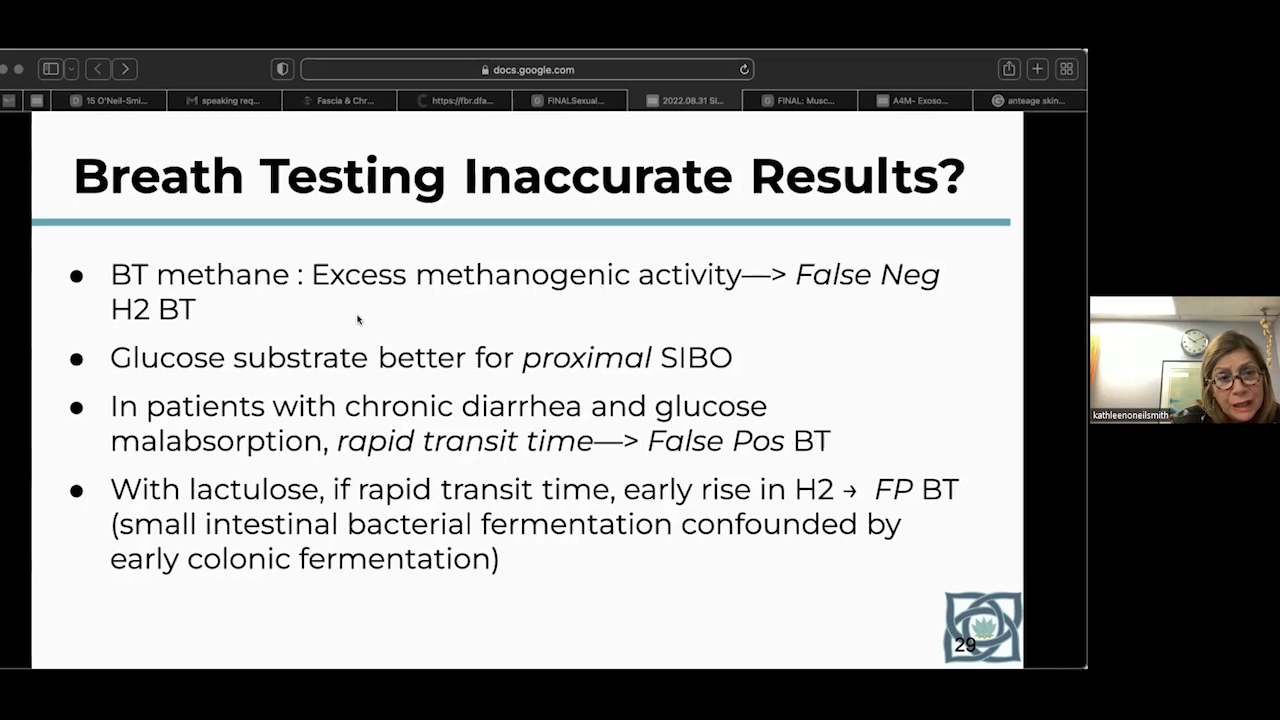 docs.google.com
15 O'Neil-Smi...
speaking req...
Fascia & Chr...
https://fbr.dfa...
FINALSexual...
2022.08.31 SI...
FINAL: Musc...
A4M- Exoso...
anteage skin...
Breath Testing Inaccurate Results?
● BT methane : Excess methanogenic activity—> False Neg
H2 BT
● Glucose substrate better for proximal SIBO
● In patients with chronic diarrhea and glucose
malabsorption, rapid transit time—> False Pos BT
● With lactulose, if rapid transit time, early rise in H2 → FP BT
(small intestinal bacterial fermentation confounded by
early colonic fermentation)
29
kathleenoneilsmith